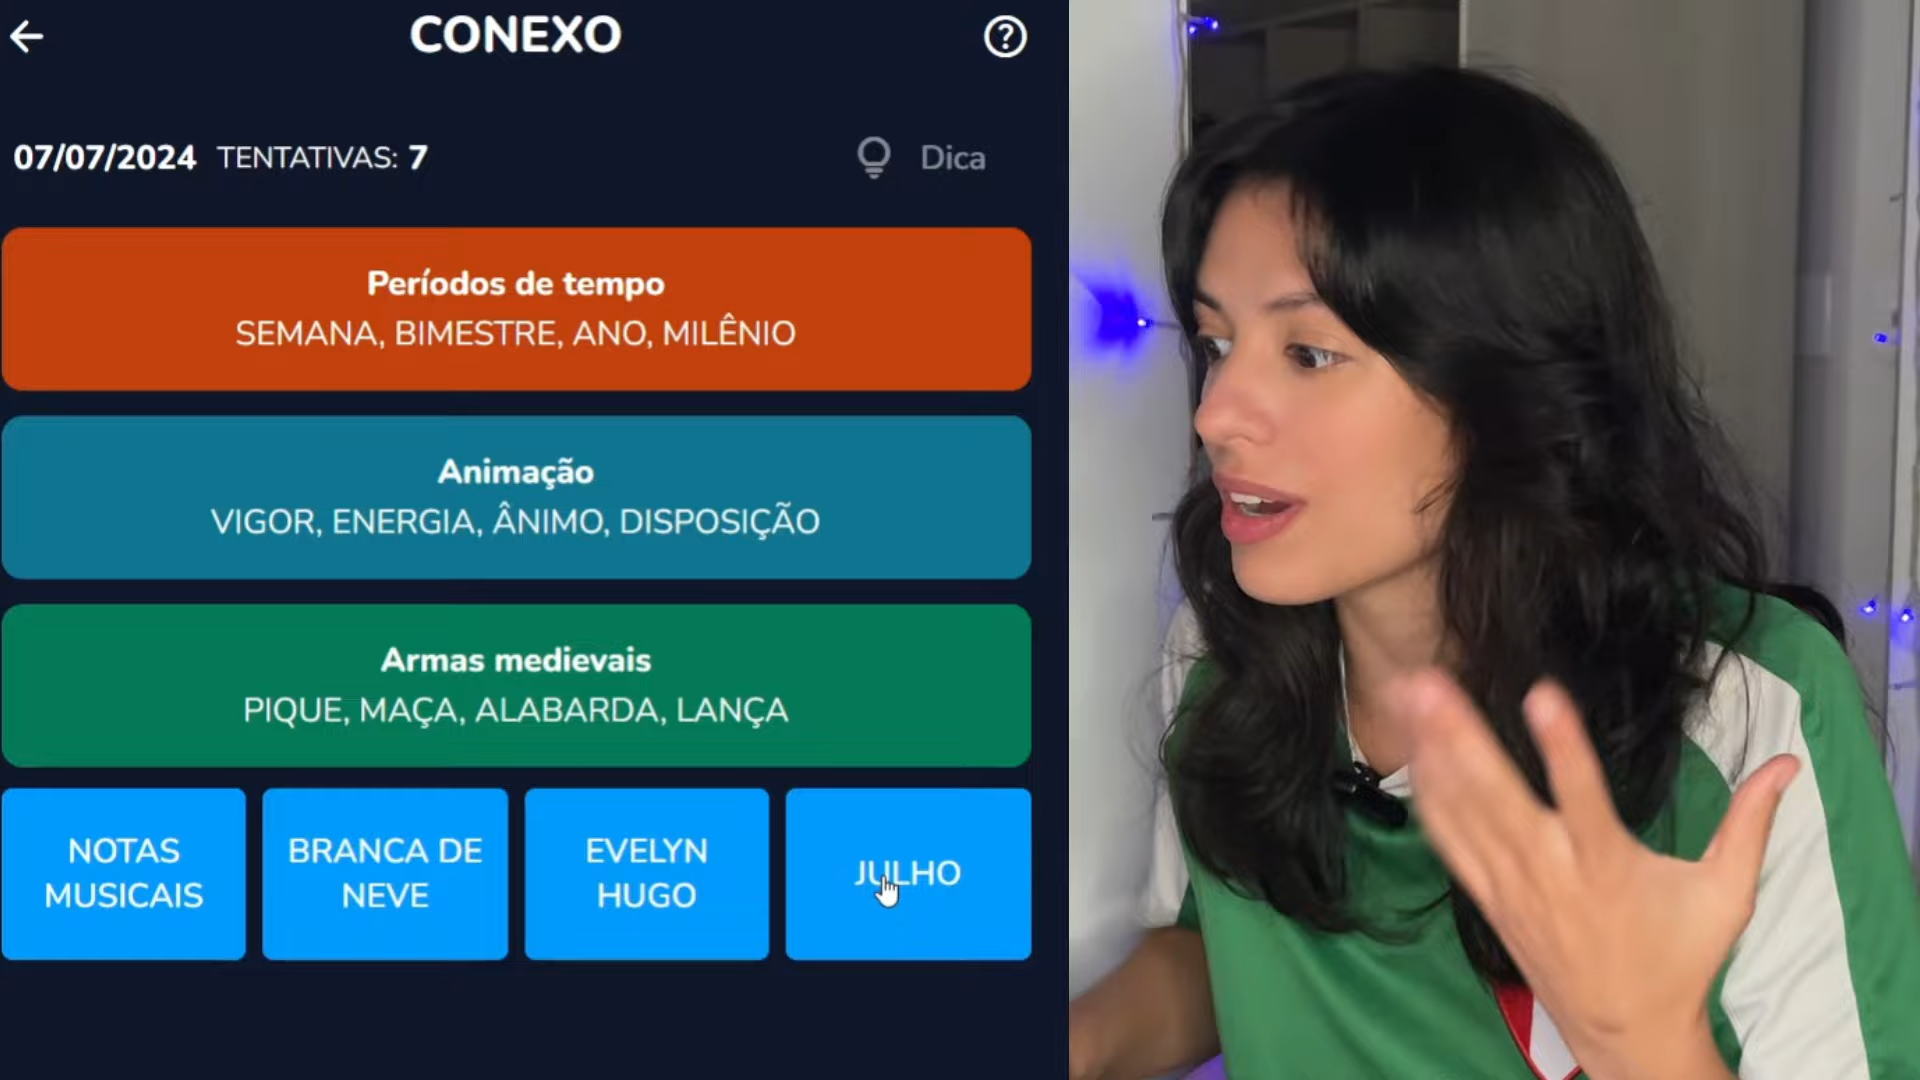 CONEXO
07/07/2024 TENTATIVAS: 7
Dica
Períodos de tempo
SEMANA, BIMESTRE, ANO, MILÊNIO
Animação
VIGOR, ENERGIA, ÂNIMO, DISPOSIÇÃO
Armas medievais
PIQUE, MAÇA, ALABARDA, LANÇA
NOTAS
MUSICAIS
BRANCA DE
NEVE
EVELYN
HUGO
JULHO